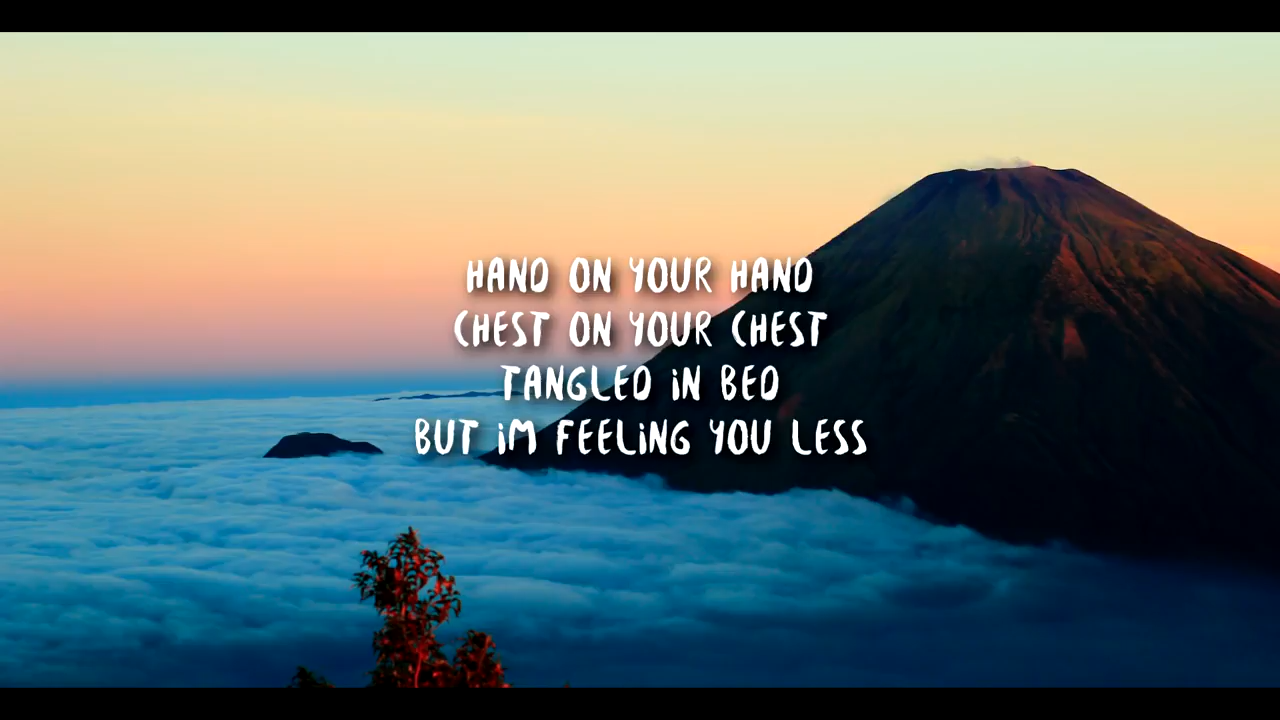 HAND ON YOUR HAND
CHEST ON YOUR CHEST
TANGLED iN BED
BUT iM FEELiNG YOU LESS